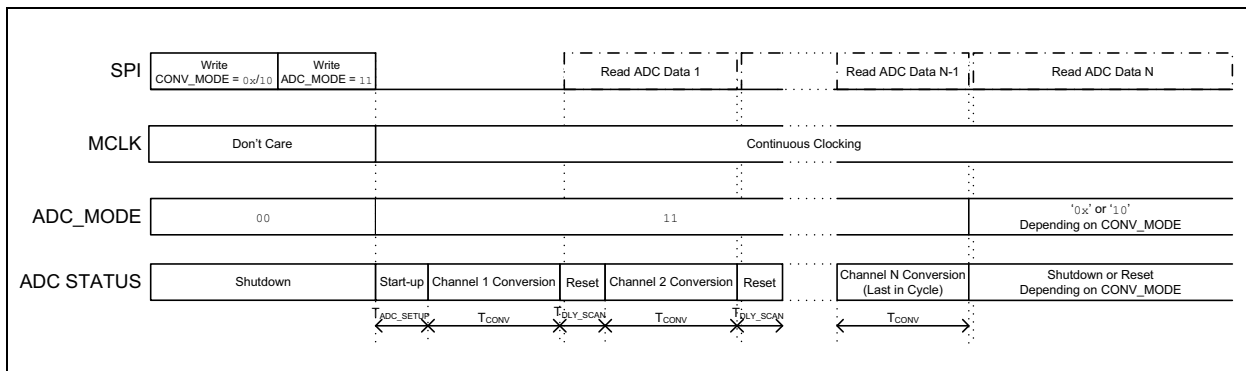 SPI
Write
CONV_MODE = 0x/10
Write
ADC_MODE = 11
Read ADC Data 1
Read ADC Data N-1
Read ADC Data N
MCLK
Don't Care
Continuous Clocking
ADC_MODE
00
11
‘0x’ or ‘10’
Depending on CONV_MODE
ADC STATUS
Shutdown
Start-up
Channel 1 Conversion
Reset
Channel 2 Conversion
Reset
Channel N Conversion
(Last in Cycle)
Shutdown or Reset
Depending on CONV_MODE
TADC_SETUP
TCONV
TDLY_SCAN
TCONV
TDLY_SCAN
TCONV